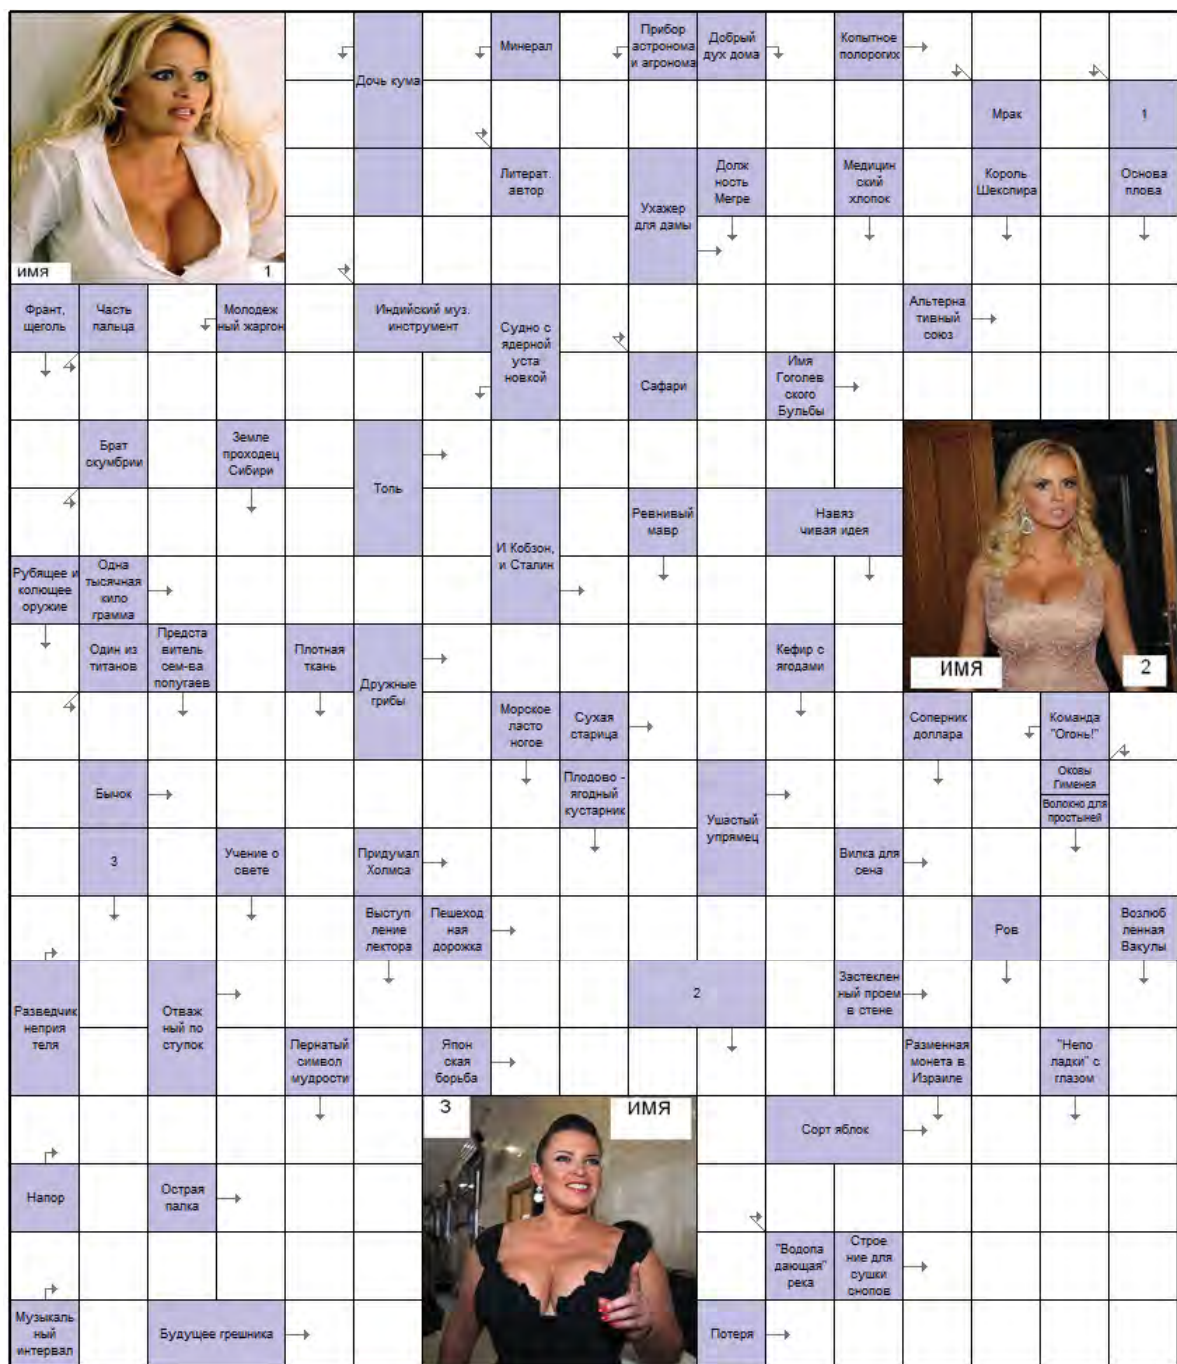 Дочь кума
Минерал
Прибор
астронома
и агронома
Добрый
дух дома
Копытное
полорогих
Мрак
1
Литерат.
автор
Ухажер
для дамы
Долж
ность
Мегре
Медицин
ский
хлопок
Король
Шекспира
Основа
плова
ИМЯ
1
Франт,
щеголь
Часть
пальца
Молодеж
ный жаргон
Индийский муз.
инструмент
Судно с
ядерной
уста
новкой
Альтерна
тивный
союз
Сафари
Имя
Гоголев
ского
Бульбы
Брат
скумбрии
Земле
проходец
Сибири
Топь
И Кобзон,
и Сталин
Ревнивый
мавр
Навяз
чивая идея
Рубящее и
колющее
оружие
Одна
тысячная
кило
грамма
Один из
титанов
Предста
витель
сем-ва
попугаев
Плотная
ткань
Дружные
грибы
Кефир с
ягодами
ИМЯ
2
Морское
ласто
ногое
Сухая
старица
Соперник
доллара
Команда
"Огонь!"
Бычок
Плодово -
ягодный
кустарник
Ушастый
упрямец
Оковы
Гименея
Волокно для
простыней
3
Учение о
свете
Придумал
Холмса
Вилка для
сена
Выступ
ление
лектора
Пешеход
ная
дорожка
Ров
Возлюб
ленная
Вакулы
Разведчик
неприя
теля
Отваж
ный по
ступок
2
Застеклен
ный проем
в стене
Пернатый
символ
мудрости
Япон
ская
борьба
Разменная
монета в
Израиле
"Непо
ладки" с
глазом
3
ИМЯ
Сорт яблок
Напор
Острая
палка
"Водопа
дающая"
река
Строе
ние для
сушки
снопов
Музыкаль
ный
интервал
Будущее грешника
Потеря